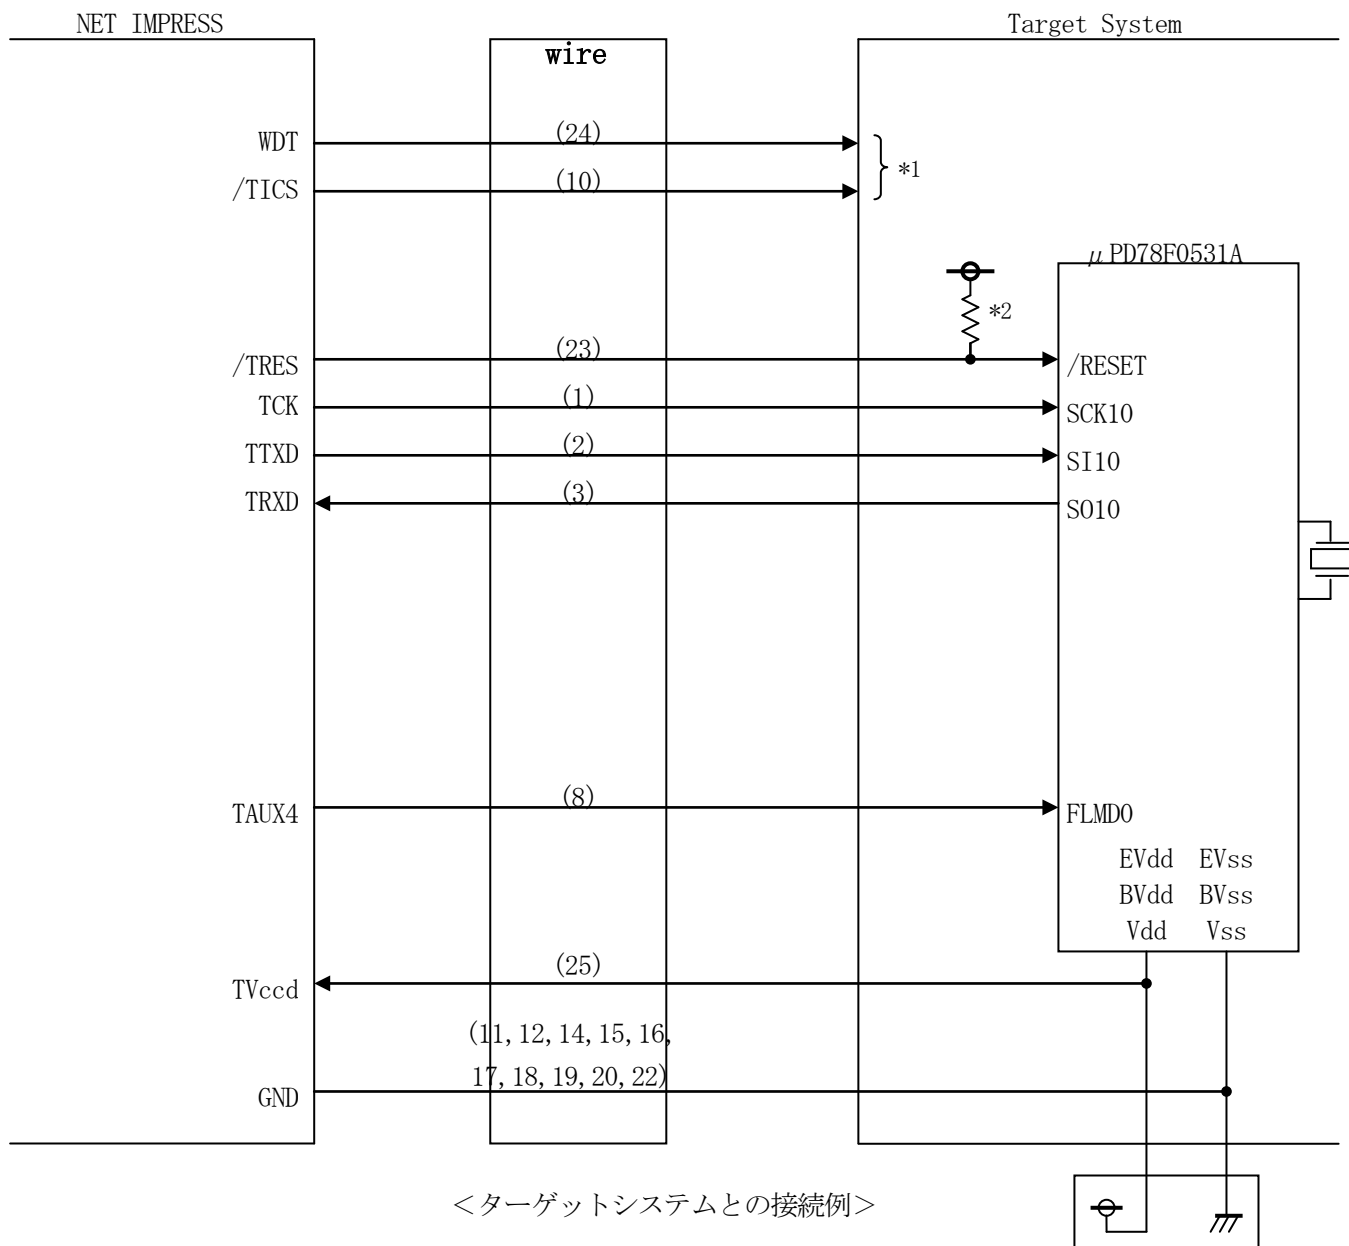 NET IMPRESS
Target System
wire
WDT
(24)
*1
/TICS
(10)
μPD78F0531A
*2
/TRES
(23)
/RESET
TCK
(1)
SCK10
TTXD
(2)
SI10
TRXD
(3)
SO10
TAUX4
(8)
FLMD0
EVdd EVss
BVdd BVss
Vdd Vss
TVccd
(25)
(11,12,14,15,16,
17,18,19,20,22)
GND
＜ターゲットシステムとの接続例＞